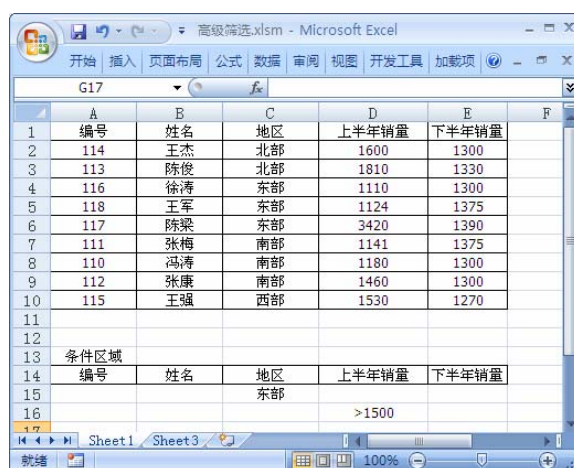 高级筛选.xlsm - Microsoft Excel
开始 插入 页面布局 公式 数据 审阅 视图 开发工具 加载项
G17 fx
A B C D E F
1 编号 姓名 地区 上半年销量 下半年销量
2 114 王杰 北部 1600 1300
3 113 陈俊 北部 1810 1330
4 116 徐涛 东部 1110 1300
5 118 王军 东部 1124 1375
6 117 陈梁 东部 3420 1390
7 111 张梅 南部 1141 1375
8 110 冯涛 南部 1180 1300
9 112 张康 南部 1460 1300
10 115 王强 西部 1530 1270
11
12
13 条件区域
14 编号 姓名 地区 上半年销量 下半年销量
15 东部
16 >1500
17
Sheet1 Sheet3
就绪 100%